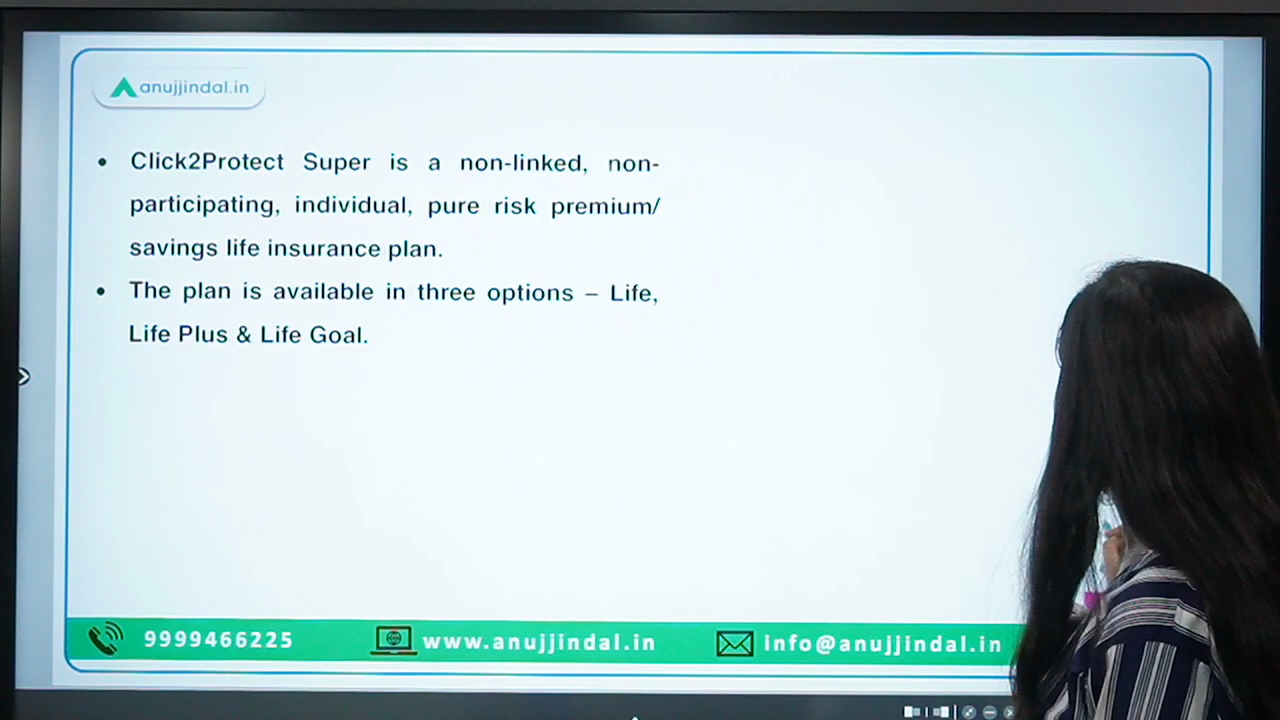 anujjindal.in
• Click2Protect Super is a non-linked, non-
participating, individual, pure risk premium/
savings life insurance plan.
• The plan is available in three options – Life,
Life Plus & Life Goal.
9999466225 www.anujjindal.in info@anujjindal.in